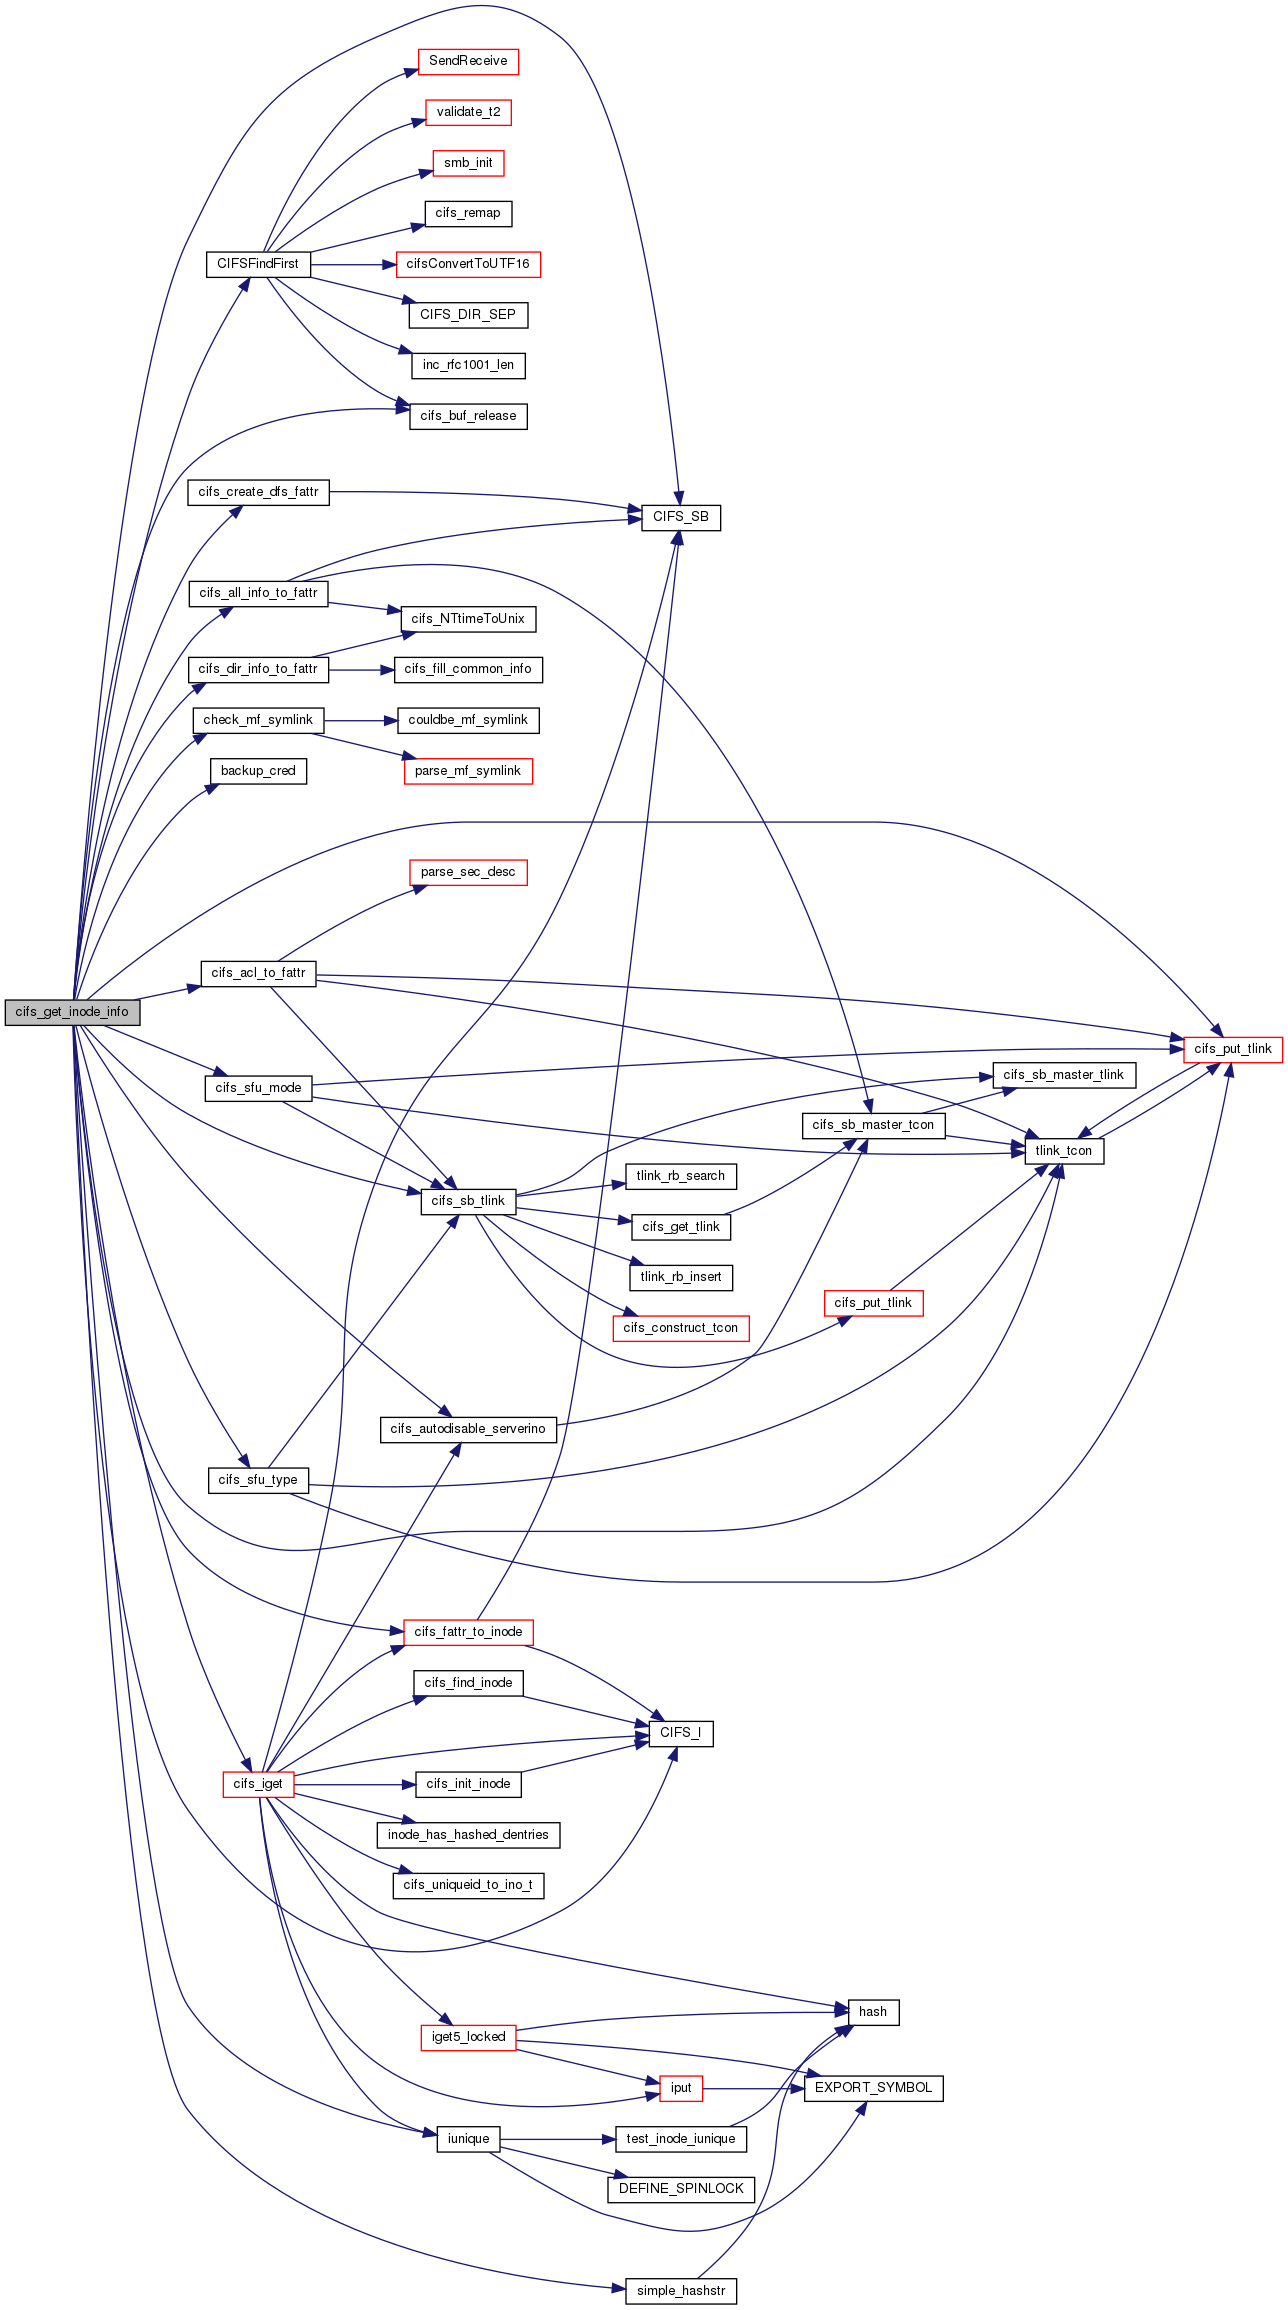 SendReceive
validate_t2
smb_init
cifs_remap
CIFSFindFirst
cifsConvertToUTF16
CIFS_DIR_SEP
inc_rfc1001_len
cifs_buf_release
cifs_create_dfs_fattr
CIFS_SB
cifs_all_info_to_fattr
cifs_NTtimeToUnix
cifs_dir_info_to_fattr
cifs_fill_common_info
check_mf_symlink
couldbe_mf_symlink
backup_cred
parse_mf_symlink
parse_sec_desc
cifs_acl_to_fattr
cifs_get_inode_info
cifs_put_tlink
cifs_sfu_mode
cifs_sb_master_tlink
cifs_sb_master_tcon
tlink_tcon
tlink_rb_search
cifs_sb_tlink
cifs_get_tlink
tlink_rb_insert
cifs_put_tlink
cifs_construct_tcon
cifs_autodisable_serverino
cifs_sfu_type
cifs_fattr_to_inode
cifs_find_inode
CIFS_I
cifs_iget
cifs_init_inode
inode_has_hashed_dentries
cifs_uniqueid_to_ino_t
hash
iget5_locked
iput
EXPORT_SYMBOL
iunique
test_inode_iunique
DEFINE_SPINLOCK
simple_hashstr